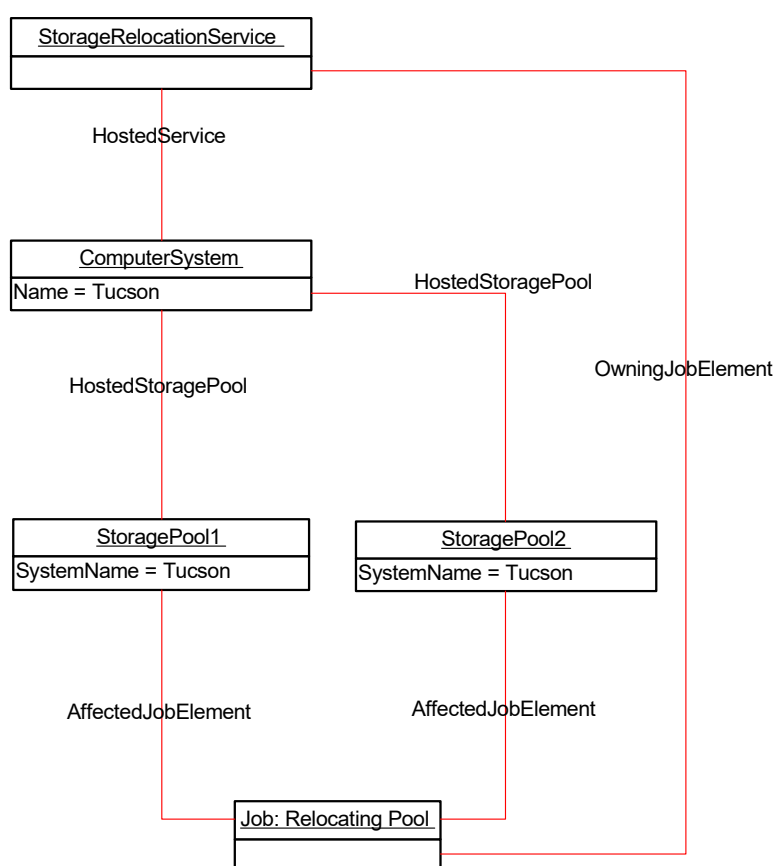 StorageRelocationService
HostedService
ComputerSystem
Name = Tucson
HostedStoragePool
OwningJobElement
HostedStoragePool
StoragePool1
SystemName = Tucson
StoragePool2
SystemName = Tucson
AffectedJobElement
AffectedJobElement
Job: Relocating Pool